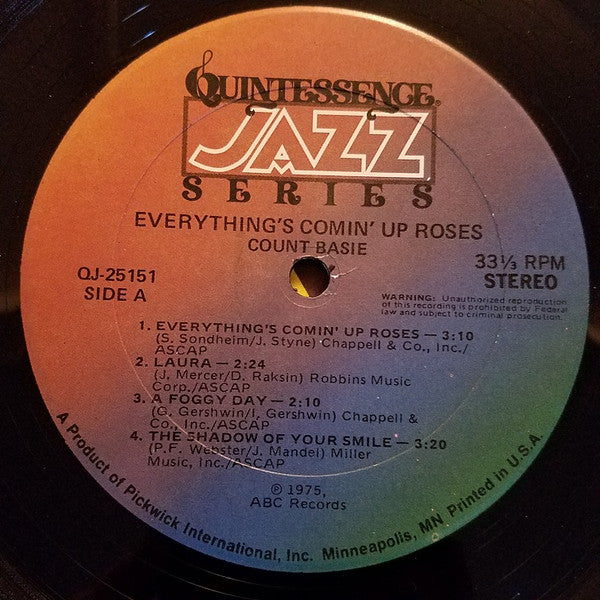 QUINTESSENCE
JAZZ
SERIES
EVERYTHING'S COMIN' UP ROSES
COUNT BASIE
QJ-25151
SIDE A
33⅓ RPM
STEREO
WARNING: Unauthorized reproduction
of this recording is prohibited by Federal
law and subject to criminal prosecution.
1. EVERYTHING'S COMIN' UP ROSES — 3:10
(S. Sondheim/J. Styne) Chappell & Co., Inc./
ASCAP
2. LAURA — 2:24
(J. Mercer/D. Raksin) Robbins Music
Corp./ASCAP
3. A FOGGY DAY — 2:10
(G. Gershwin/I. Gershwin) Chappell &
Co., Inc./ASCAP
4. THE SHADOW OF YOUR SMILE — 3:20
(P.F. Webster/J. Mandel) Miller
Music, Inc./ASCAP
℗ 1975,
ABC Records
A Product of Pickwick International, Inc. Minneapolis, MN Printed in U.S.A.